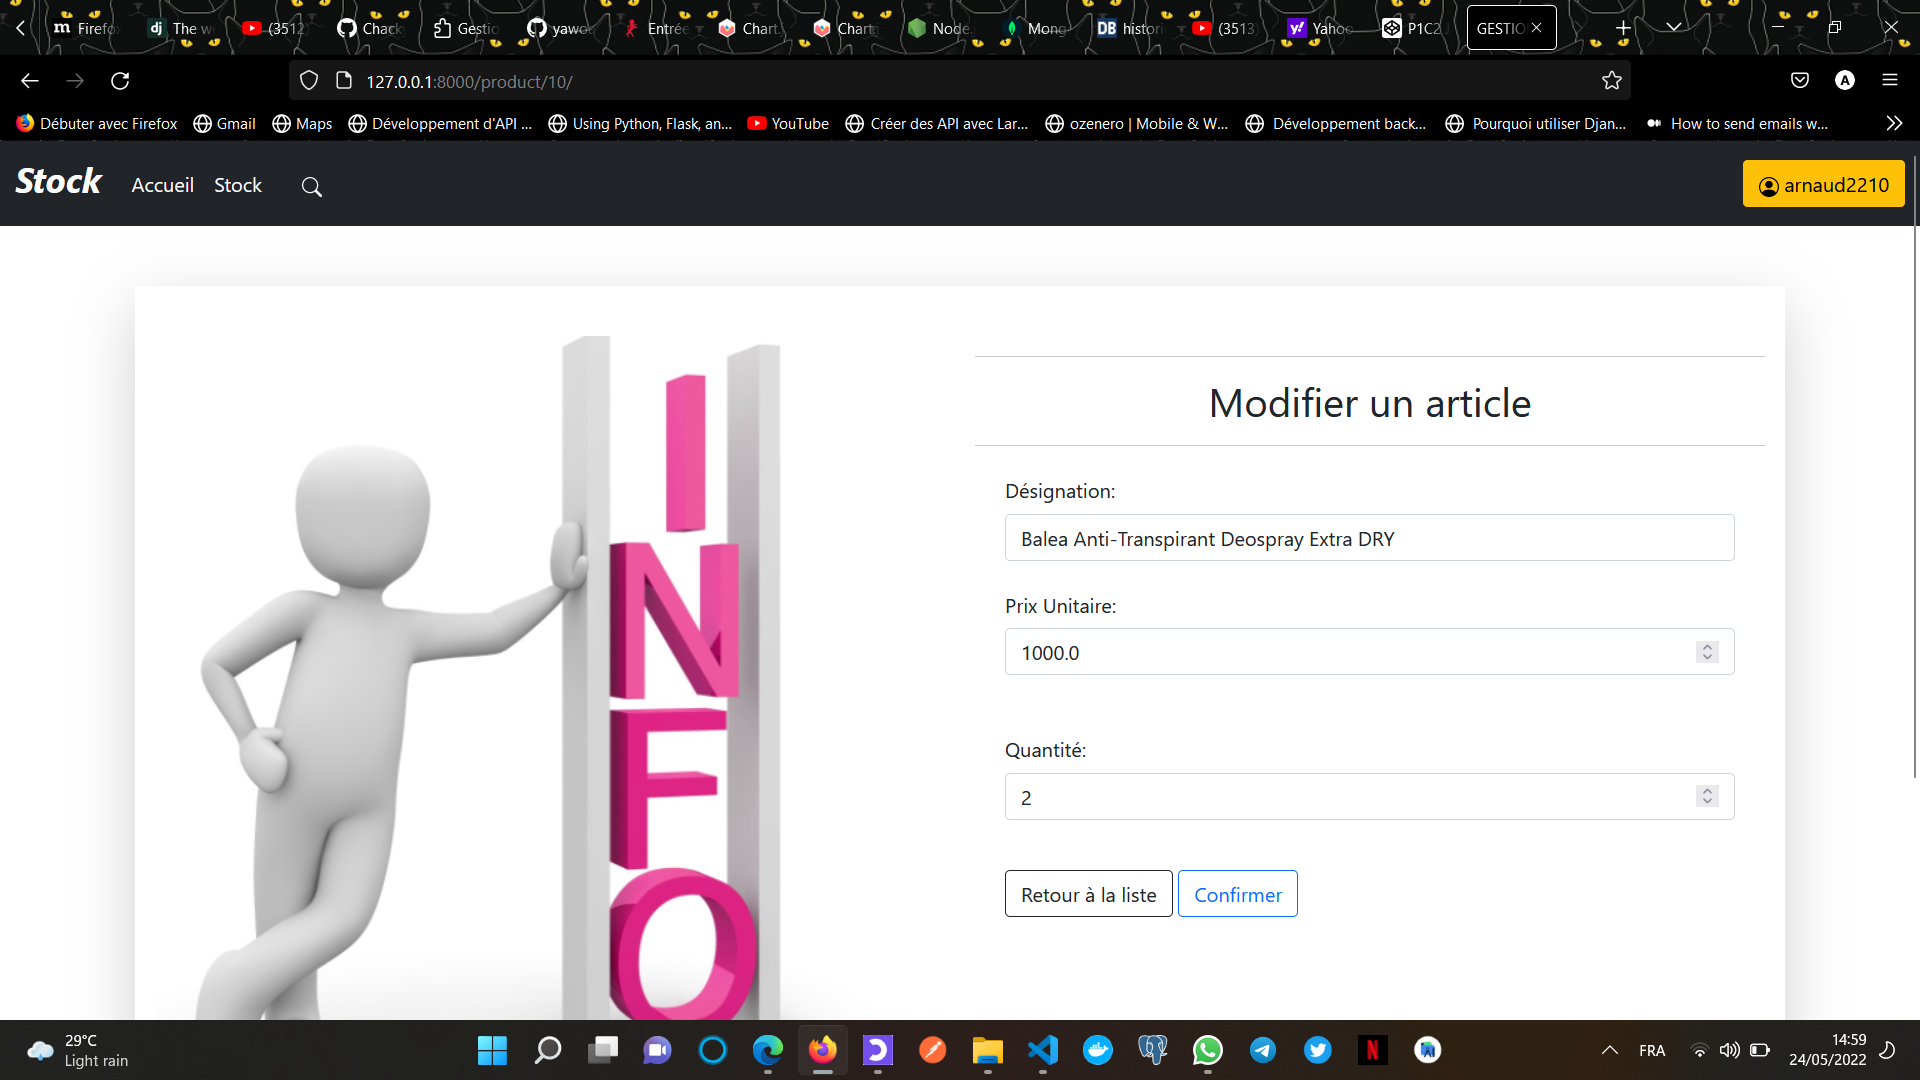 Firefo
The w
(3512
Chack
Gestio
yawo
Entrée
Chart.
Chart
Node.
Mong
DB histori
(3513)
Yaho
P1C2
GESTIO
127.0.0.1:8000/product/10/
A
Débuter avec Firefox
Gmail
Maps
Développement d'API ...
Using Python, Flask, an...
YouTube
Créer des API avec Lar...
ozenero | Mobile & W...
Développement back...
Pourquoi utiliser Djan...
How to send emails w...
Stock
Accueil
Stock
arnaud2210
INFO
Modifier un article
Désignation:
Balea Anti-Transpirant Deospray Extra DRY
Prix Unitaire:
1000.0
Quantité:
2
Retour à la liste
Confirmer
29°C
Light rain
FRA
14:59
24/05/2022